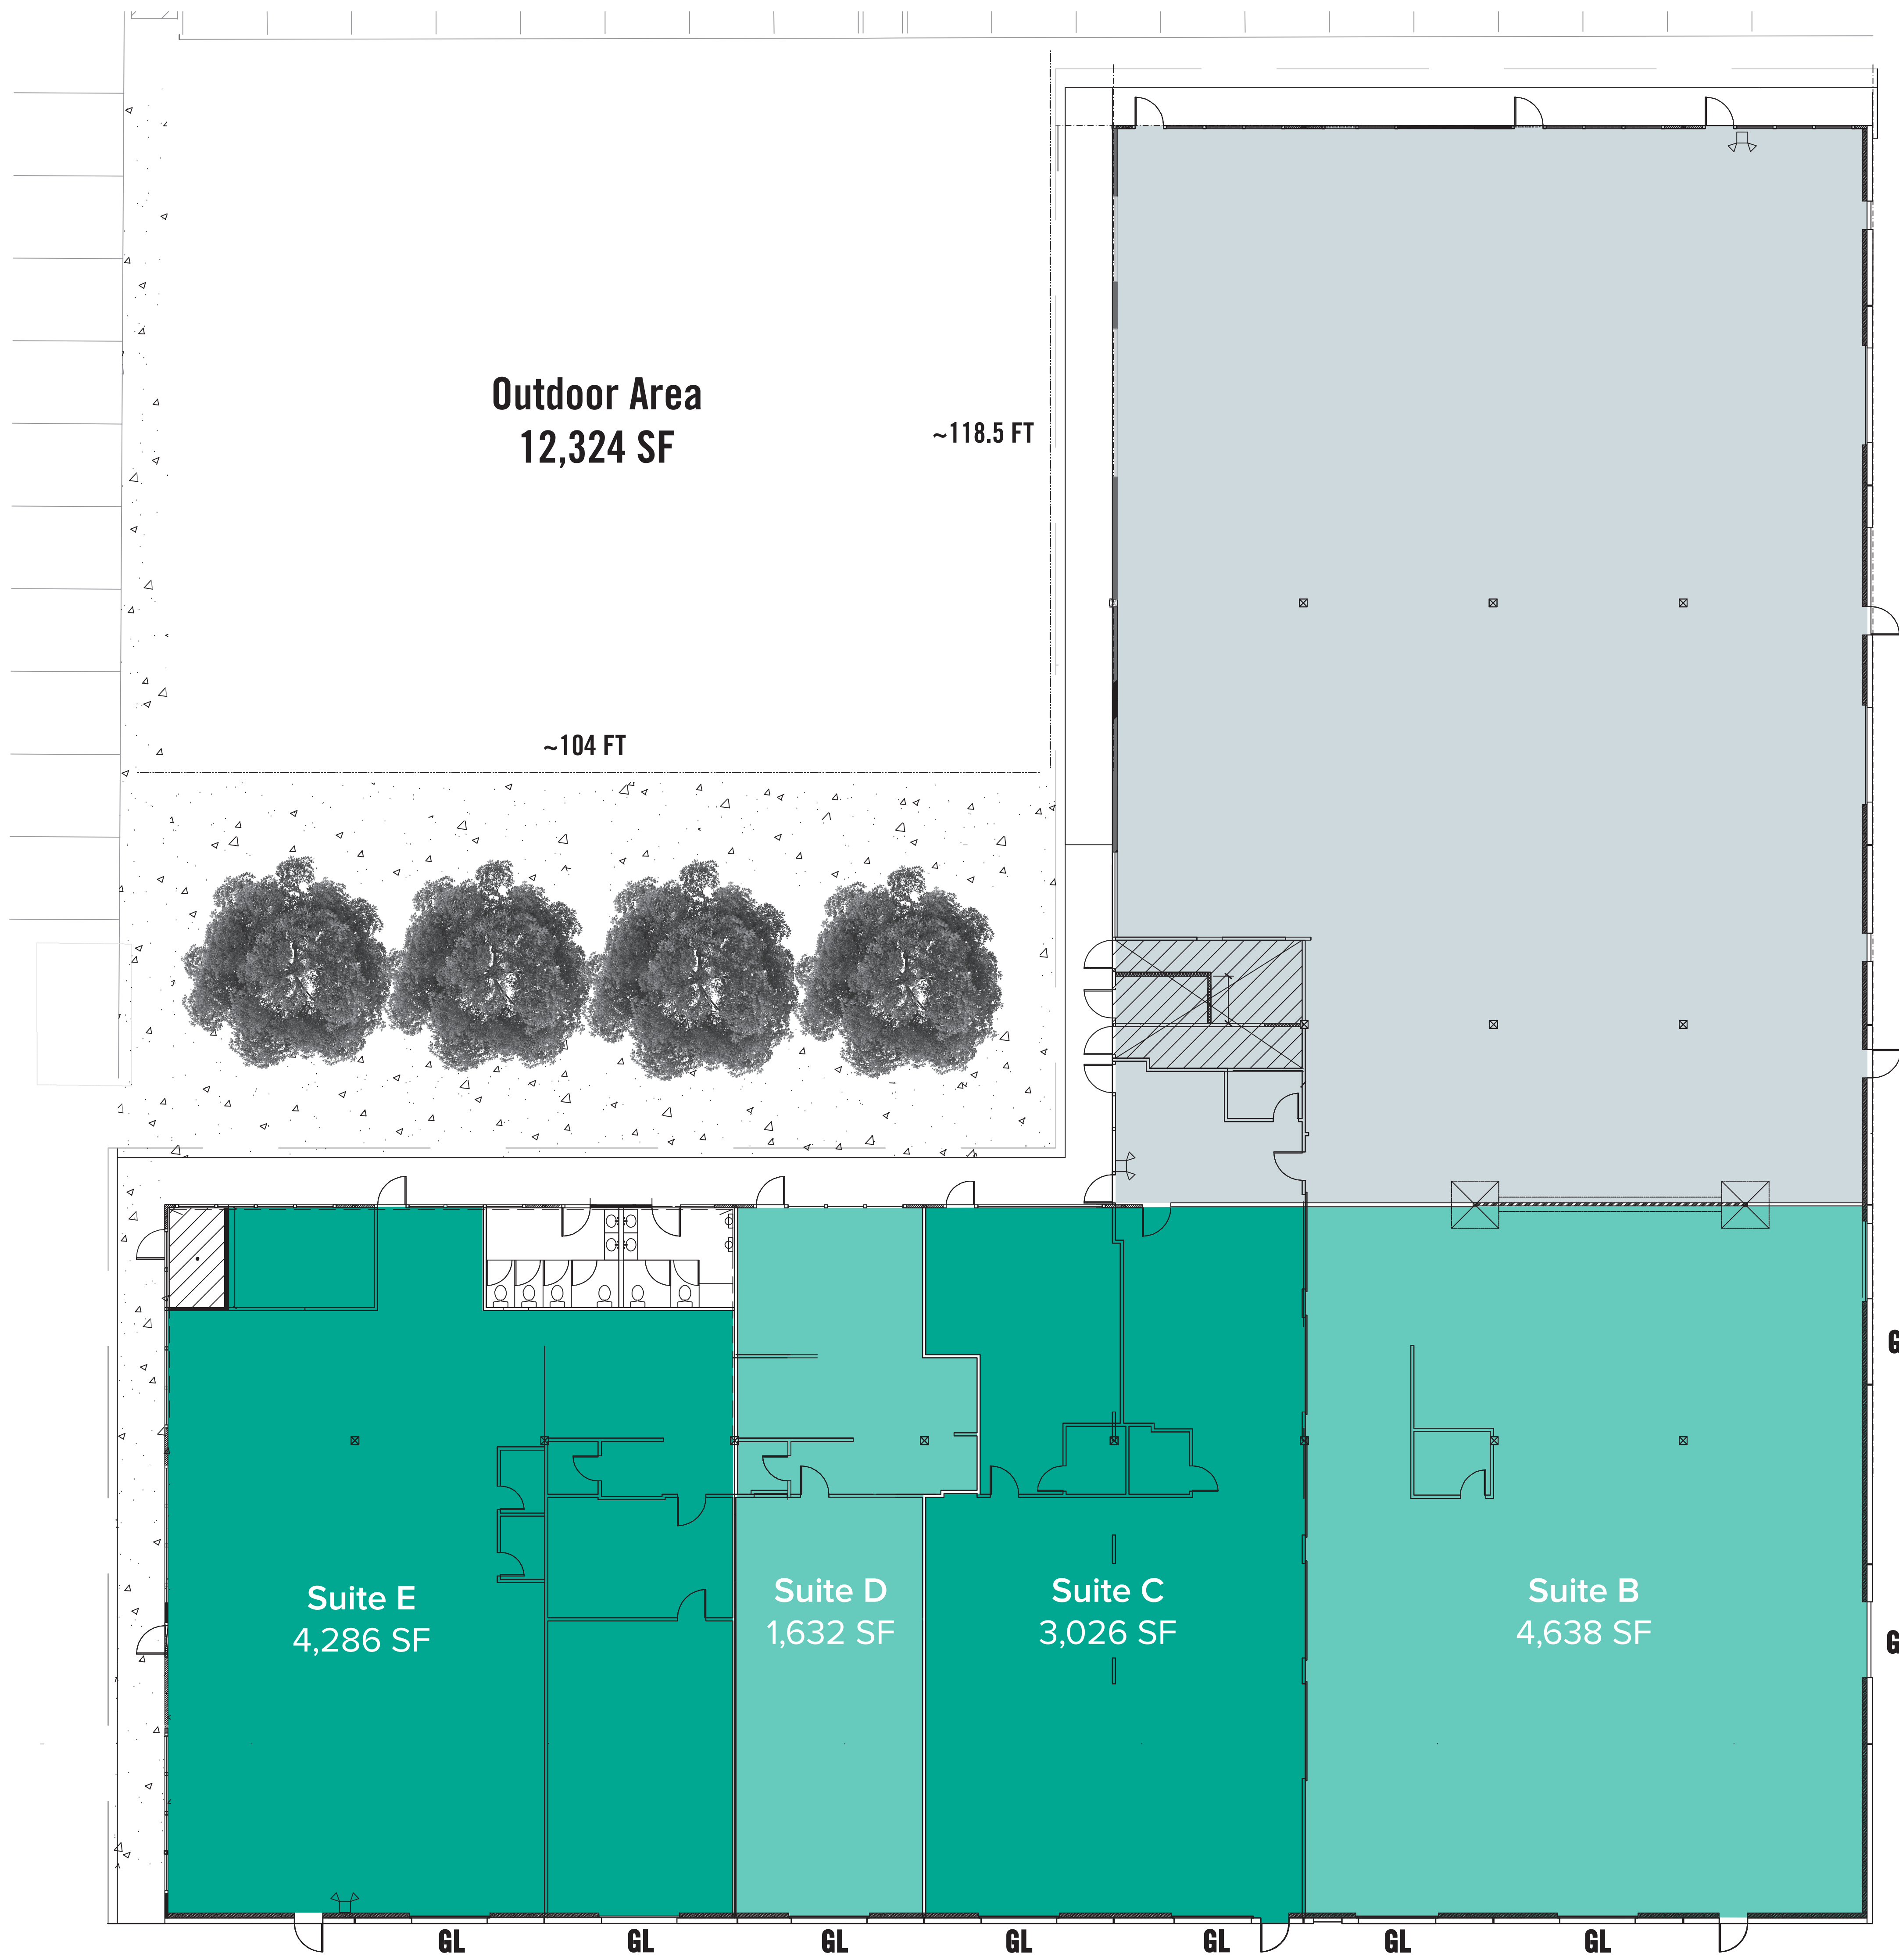 Outdoor Area
12,324 SF
~118.5 FT
~104 FT
Suite E
4,286 SF
Suite D
1,632 SF
Suite C
3,026 SF
Suite B
4,638 SF
G
G
GL GL GL GL GL GL GL